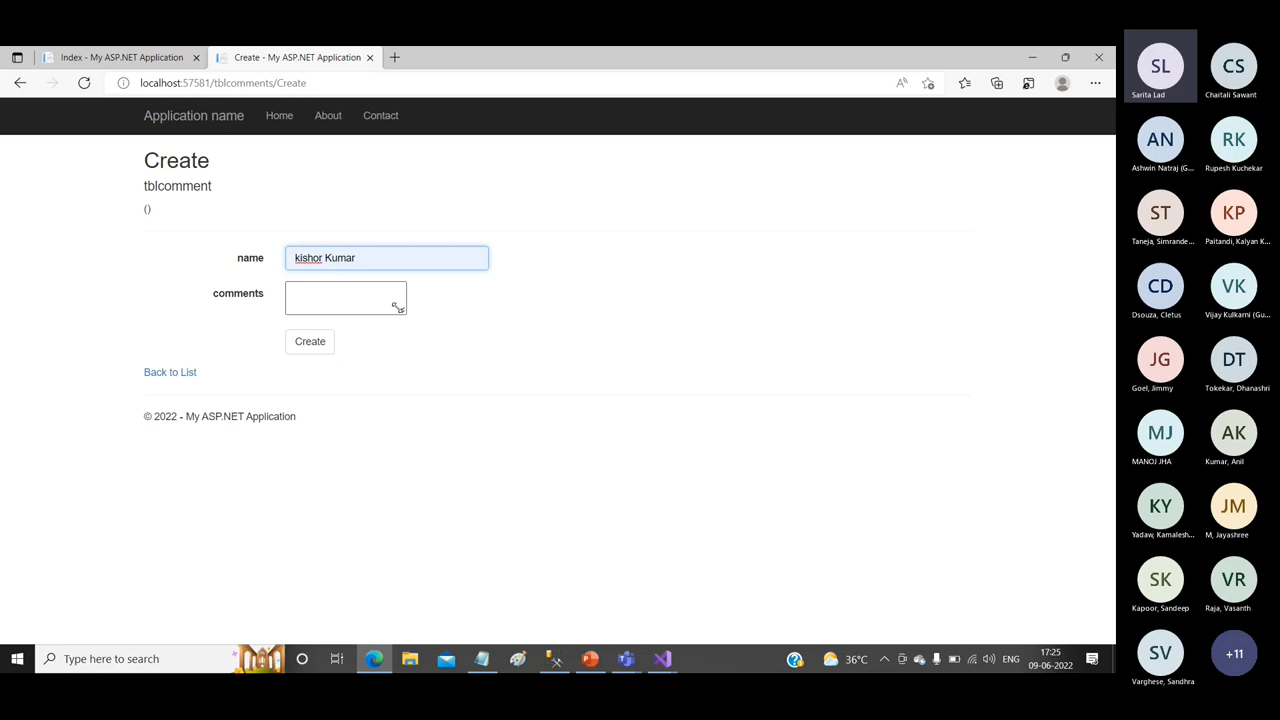 Index - My ASP.NET Application
Create - My ASP.NET Application
localhost:57581/tblcomments/Create
Application name
Home
About
Contact
Create
tblcomment
()
name
kishor Kumar
comments
Create
Back to List
© 2022 - My ASP.NET Application
Type here to search
36°C
ENG
17:25
09-06-2022
SL
Sarita Lad
CS
Chaitali Sawant
AN
Ashwin Natraj (G...
RK
Rupesh Kuchekar
ST
Taneja, Simrande...
KP
Paitandi, Kalyan K...
CD
Dsouza, Cletus
VK
Vijay Kulkarni (Gu...
JG
Goel, Jimmy
DT
Tokekar, Dhanashri
MJ
MANOJ JHA
AK
Kumar, Anil
KY
Yadaw, Kamalesh...
JM
M, Jayashree
SK
Kapoor, Sandeep
VR
Raja, Vasanth
SV
Varghese, Sandhra
+11